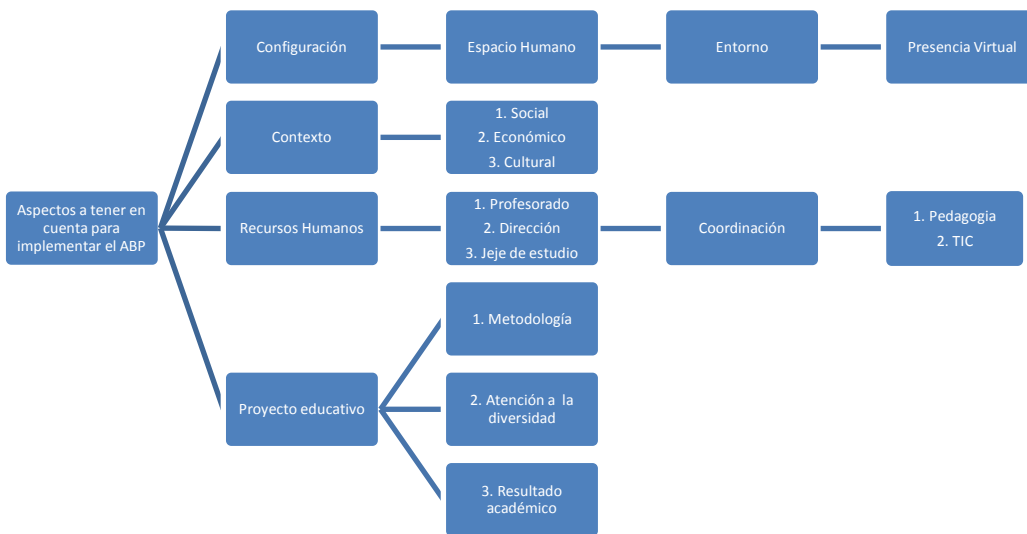 Configuración
Espacio Humano
Entorno
Presencia Virtual
Contexto
1. Social
2. Económico
3. Cultural
Aspectos a tener en
cuenta para
implementar el ABP
Recursos Humanos
1. Profesorado
2. Dirección
3. Jeje de estudio
Coordinación
1. Pedagogia
2. TIC
Proyecto educativo
1. Metodología
2. Atención a la
diversidad
3. Resultado
académico